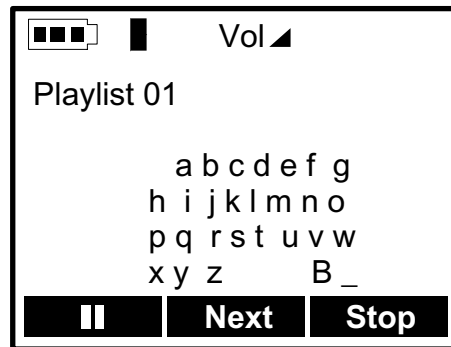 Vol
Playlist 01
a b c d e f g
h i j k l m n o
p q r s t u v w
x y z B _
Next Stop